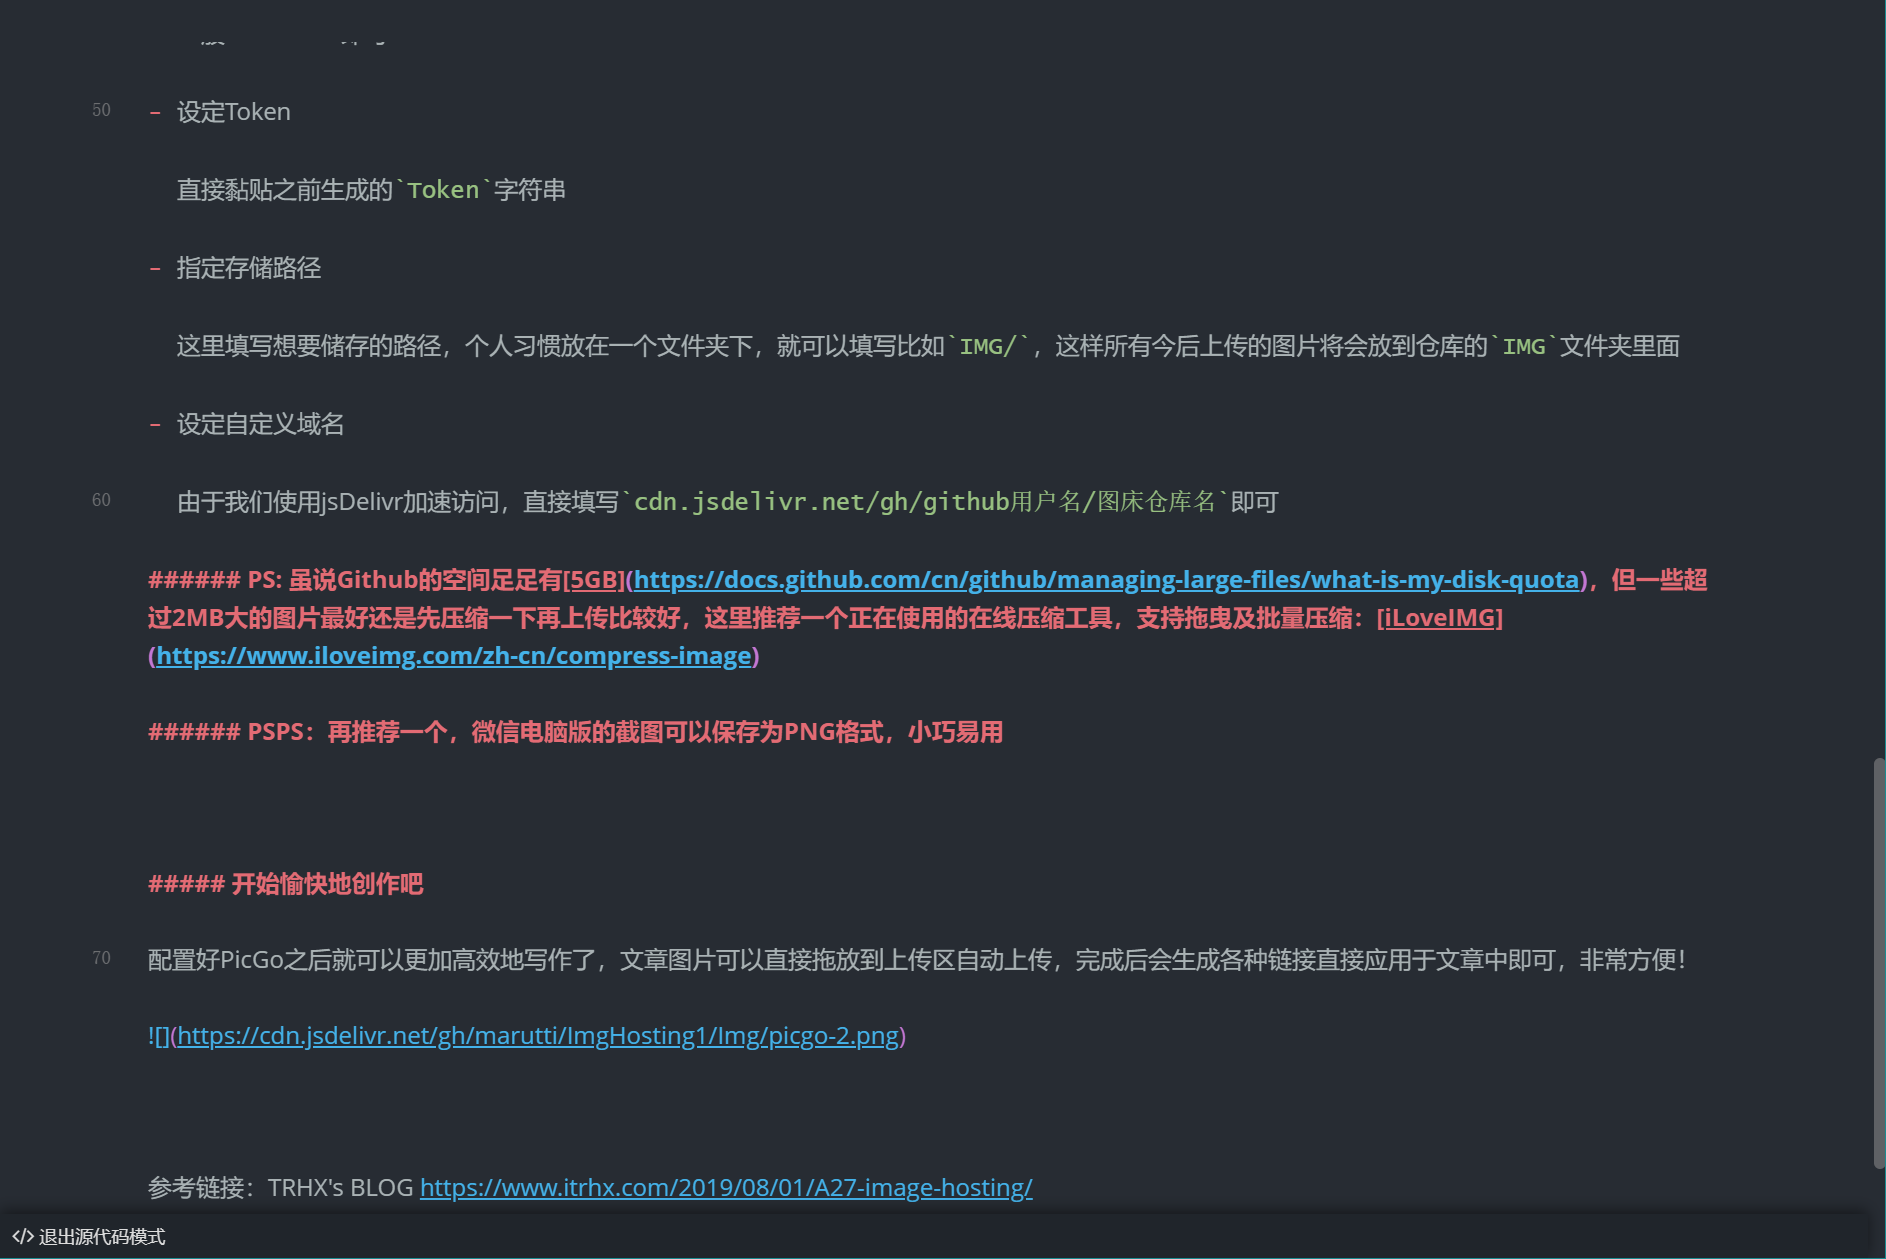 50
- 设定Token
直接黏贴之前生成的`Token`字符串
- 指定存储路径
这里填写想要储存的路径，个人习惯放在一个文件夹下，就可以填写比如`IMG/`，这样所有今后上传的图片将会放到仓库的`IMG`文件夹里面
- 设定自定义域名
60
由于我们使用jsDelivr加速访问，直接填写`cdn.jsdelivr.net/gh/github用户名/图床仓库名`即可
###### PS: 虽说Github的空间足足有[5GB](https://docs.github.com/cn/github/managing-large-files/what-is-my-disk-quota)，但一些超
过2MB大的图片最好还是先压缩一下再上传比较好，这里推荐一个正在使用的在线压缩工具，支持拖曳及批量压缩：[iLoveIMG]
(https://www.iloveimg.com/zh-cn/compress-image)
###### PSPS：再推荐一个，微信电脑版的截图可以保存为PNG格式，小巧易用
##### 开始愉快地创作吧
70
配置好PicGo之后就可以更加高效地写作了，文章图片可以直接拖放到上传区自动上传，完成后会生成各种链接直接应用于文章中即可，非常方便！
![](https://cdn.jsdelivr.net/gh/marutti/ImgHosting1/Img/picgo-2.png)
参考链接：TRHX's BLOG https://www.itrhx.com/2019/08/01/A27-image-hosting/
</> 退出源代码模式